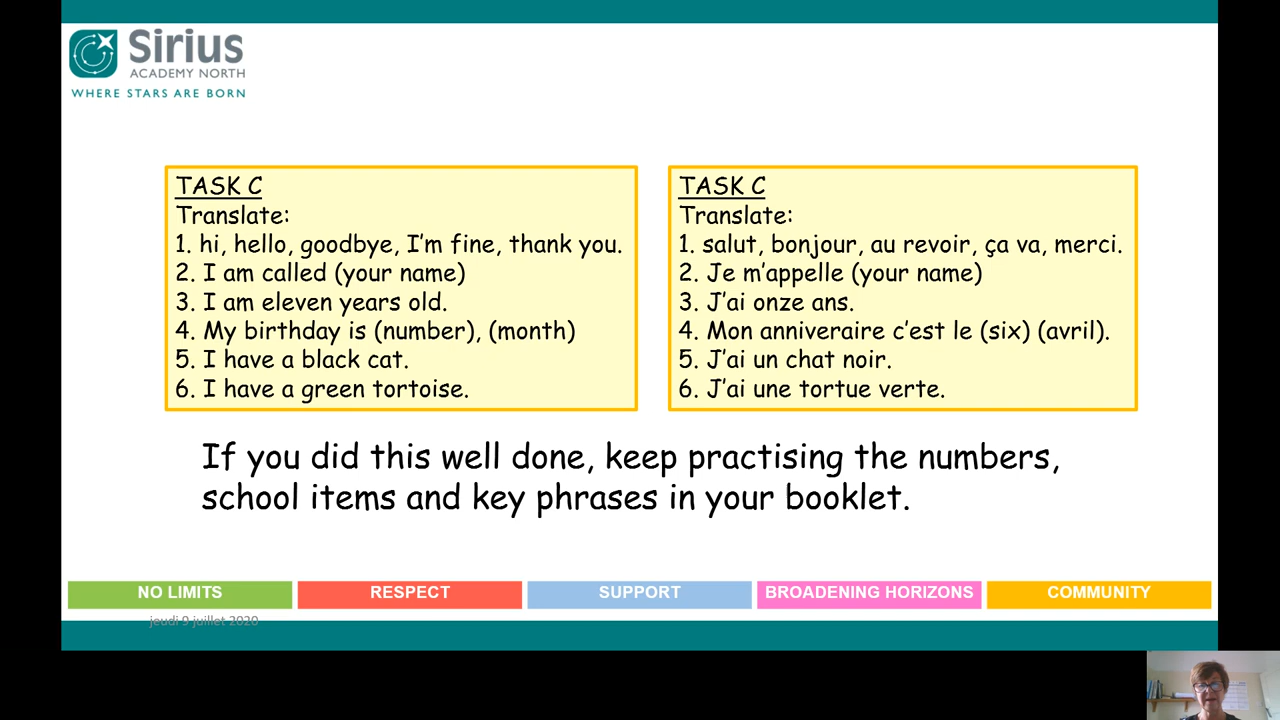 Sirius
ACADEMY NORTH
WHERE STARS ARE BORN
TASK C
Translate:
1. hi, hello, goodbye, I'm fine, thank you.
2. I am called (your name)
3. I am eleven years old.
4. My birthday is (number), (month)
5. I have a black cat.
6. I have a green tortoise.
TASK C
Translate:
1. salut, bonjour, au revoir, ça va, merci.
2. Je m'appelle (your name)
3. J'ai onze ans.
4. Mon anniveraire c'est le (six) (avril).
5. J'ai un chat noir.
6. J'ai une tortue verte.
If you did this well done, keep practising the numbers,
school items and key phrases in your booklet.
NO LIMITS
RESPECT
SUPPORT
BROADENING HORIZONS
COMMUNITY
jeudi 9 juillet 2020